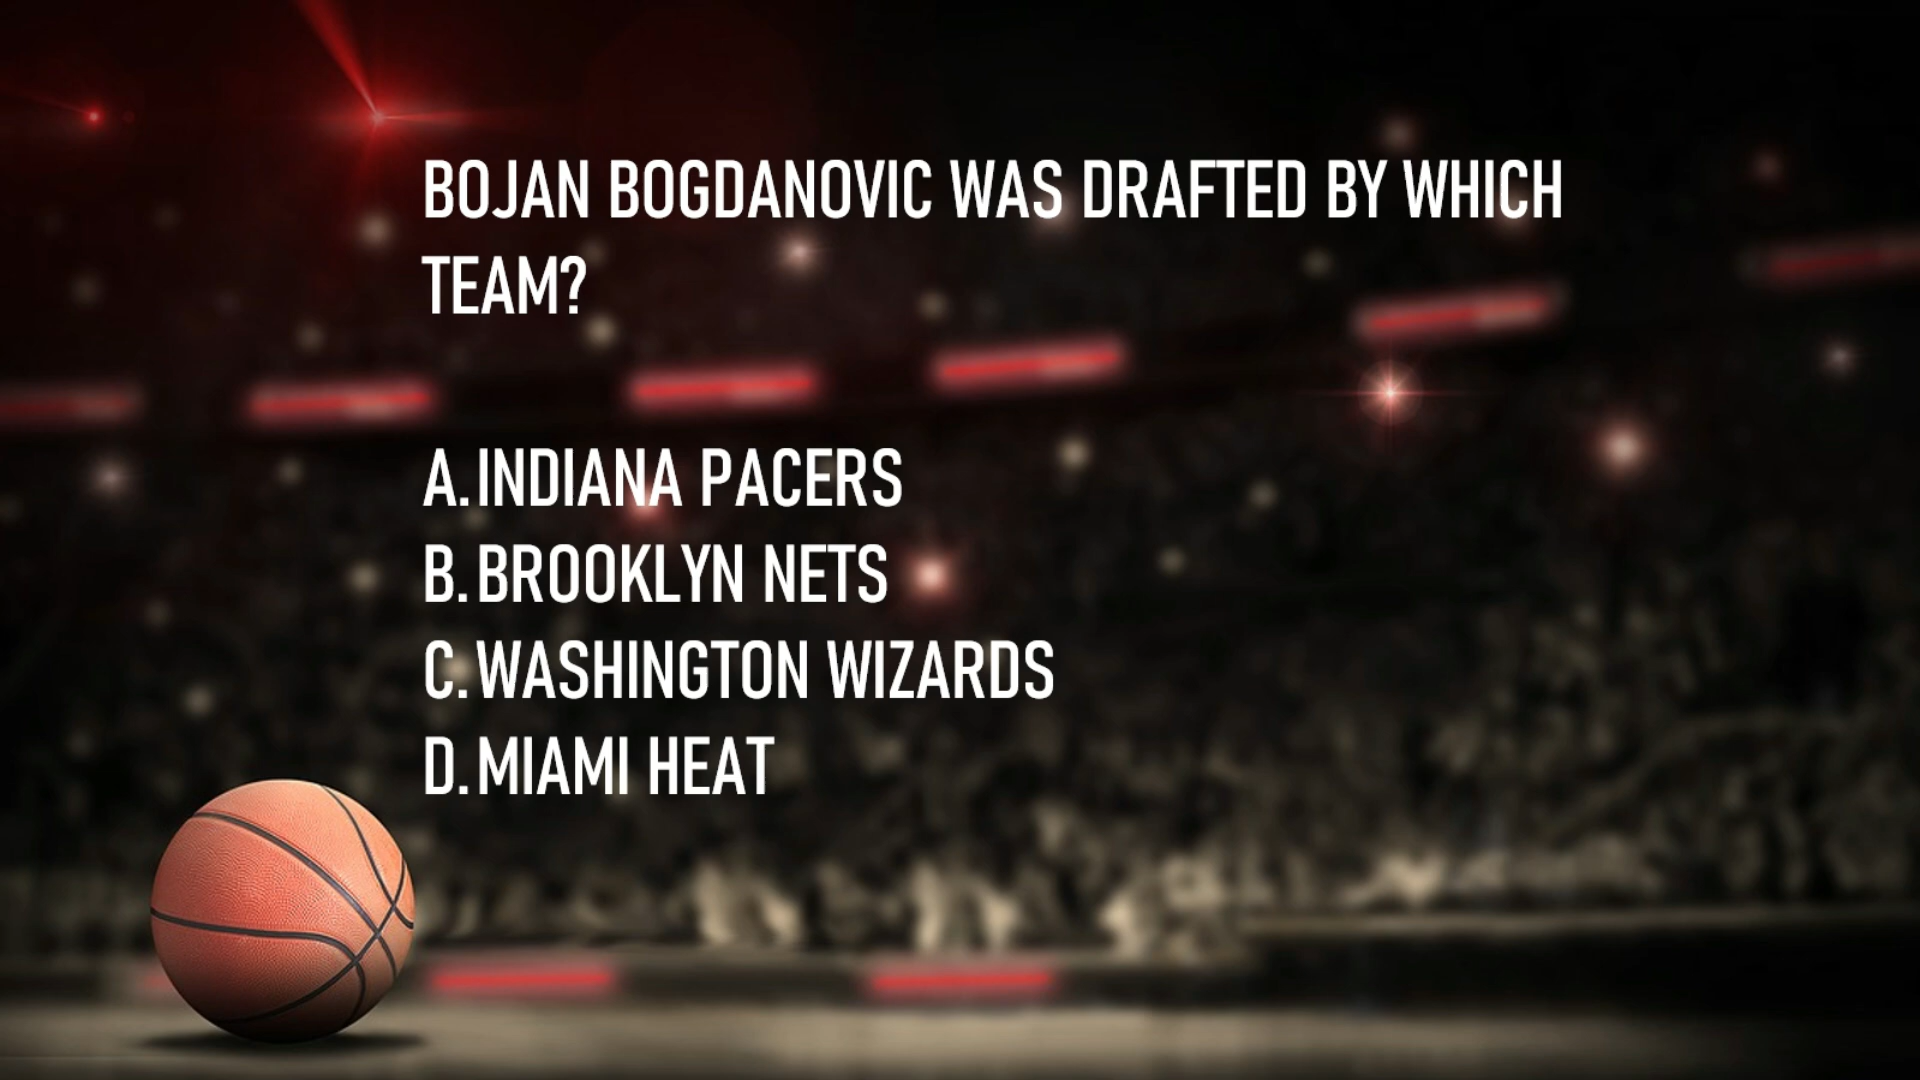 BOJAN BOGDANOVIC WAS DRAFTED BY WHICH
TEAM?
A. INDIANA PACERS
B. BROOKLYN NETS
C. WASHINGTON WIZARDS
D. MIAMI HEAT